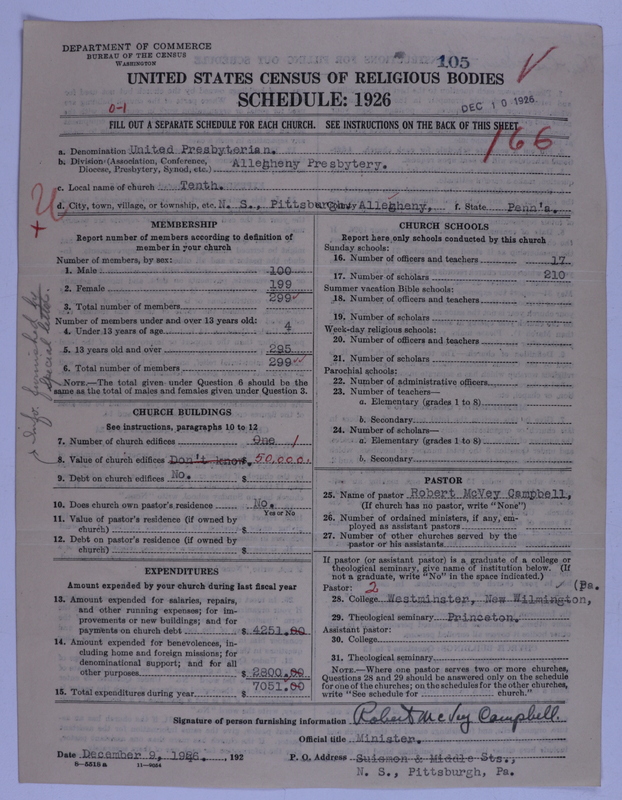 DEPARTMENT OF COMMERCE
BUREAU OF THE CENSUS
WASHINGTON
105
UNITED STATES CENSUS OF RELIGIOUS BODIES
SCHEDULE: 1926
0-1
DEC 10 1926
FILL OUT A SEPARATE SCHEDULE FOR EACH CHURCH. SEE INSTRUCTIONS ON THE BACK OF THIS SHEET
166
a. Denomination United Presbyterian.
b. Division (Association, Conference, Diocese, Presbytery, Synod, etc.) Allegheny Presbytery.
c. Local name of church Tenth.
d. City, town, village, or township, etc. N. S., Pittsburgh, County Allegheny, f. State Penn'a.
MEMBERSHIP
Report number of members according to definition of
member in your church
Number of members, by sex:
1. Male 100
2. Female 199
3. Total number of members 299
Number of members under and over 13 years old:
4. Under 13 years of age 4
5. 13 years old and over 295
6. Total number of members 299
NOTE.—The total given under Question 6 should be the
same as the total of males and females given under Question 3.
x Info. furnished by
special letter.
CHURCH BUILDINGS
See instructions, paragraphs 10 to 12
7. Number of church edifices One 1
8. Value of church edifices Don't know. $ 50,000.
9. Debt on church edifices No. $
10. Does church own pastor's residence No.
Yes or No
11. Value of pastor's residence (if owned by
church) $
12. Debt on pastor's residence (if owned by
church) $
EXPENDITURES
Amount expended by your church during last fiscal year
13. Amount expended for salaries, repairs,
and other running expenses; for im-
provements or new buildings; and for
payments on church debt $ 4251.00
14. Amount expended for benevolences, in-
cluding home and foreign missions; for
denominational support; and for all
other purposes $ 2800.00
15. Total expenditures during year $ 7051.00
CHURCH SCHOOLS
Report here only schools conducted by this church
Sunday schools:
16. Number of officers and teachers 17
17. Number of scholars 210
Summer vacation Bible schools:
18. Number of officers and teachers
19. Number of scholars
Week-day religious schools:
20. Number of officers and teachers
21. Number of scholars
Parochial schools:
22. Number of administrative officers
23. Number of teachers—
a. Elementary (grades 1 to 8)
b. Secondary
24. Number of scholars—
a. Elementary (grades 1 to 8)
b. Secondary
PASTOR
25. Name of pastor Robert McVey Campbell,
(If church has no pastor, write "None")
26. Number of ordained ministers, if any, em-
ployed as assistant pastors
27. Number of other churches served by the
pastor or his assistants
If pastor (or assistant pastor) is a graduate of a college or
theological seminary, give name of institution below. (If
not a graduate, write "No" in the space indicated.)
Pastor: 2 (Pa.
28. College Westminster, New Wilmington,
29. Theological seminary Princeton.
Assistant pastor:
30. College
31. Theological seminary
NOTE.—Where one pastor serves two or more churches,
Questions 28 and 29 should be answered only on the schedule
for one of the churches; on the schedules for the other churches,
write "See schedule for church."
Signature of person furnishing information Robert McVey Campbell.
Official title Minister.
Date December 9, 1926. , 192 P. O. Address Suismon & Middle Sts.,
8-5518 a 11-9034 N. S., Pittsburgh, Pa.